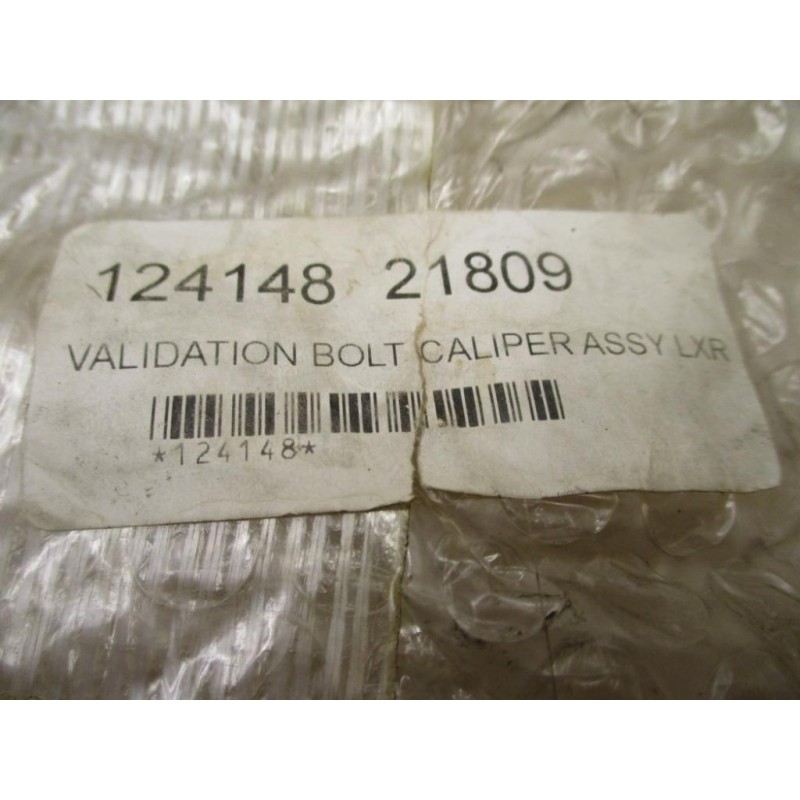 124148 21809
VALIDATION BOLT CALIPER ASSY LXR
*124148*